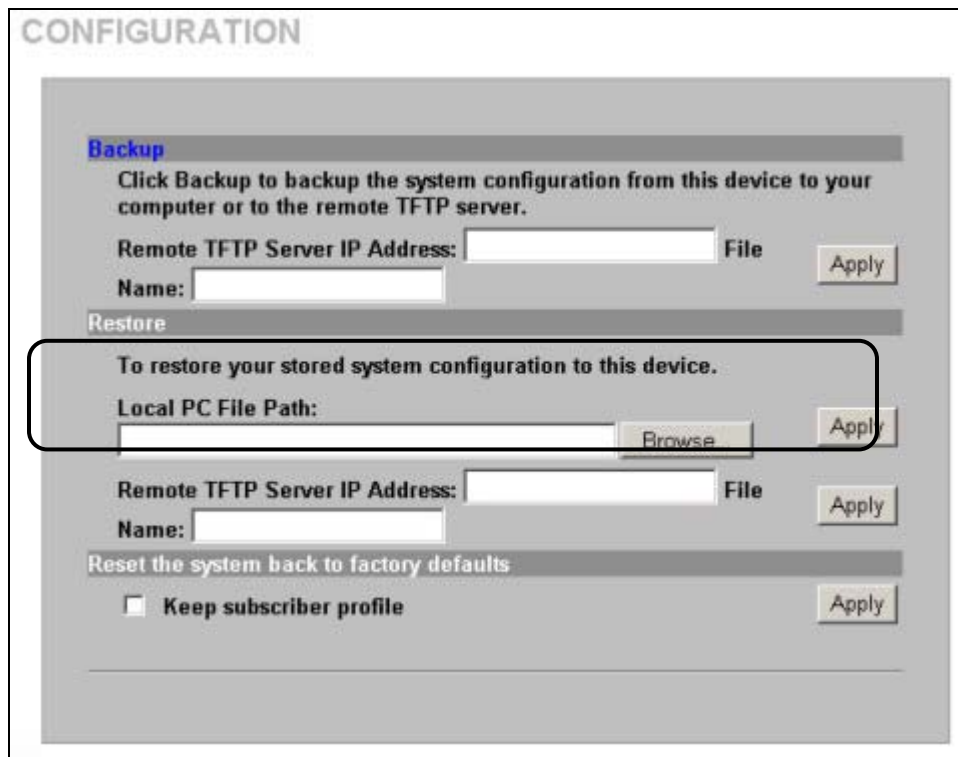 CONFIGURATION
Backup
Click Backup to backup the system configuration from this device to your
computer or to the remote TFTP server.
Remote TFTP Server IP Address: File
Name:
Apply
Restore
To restore your stored system configuration to this device.
Local PC File Path:
Browse...
Apply
Remote TFTP Server IP Address: File
Name:
Apply
Reset the system back to factory defaults
Keep subscriber profile
Apply